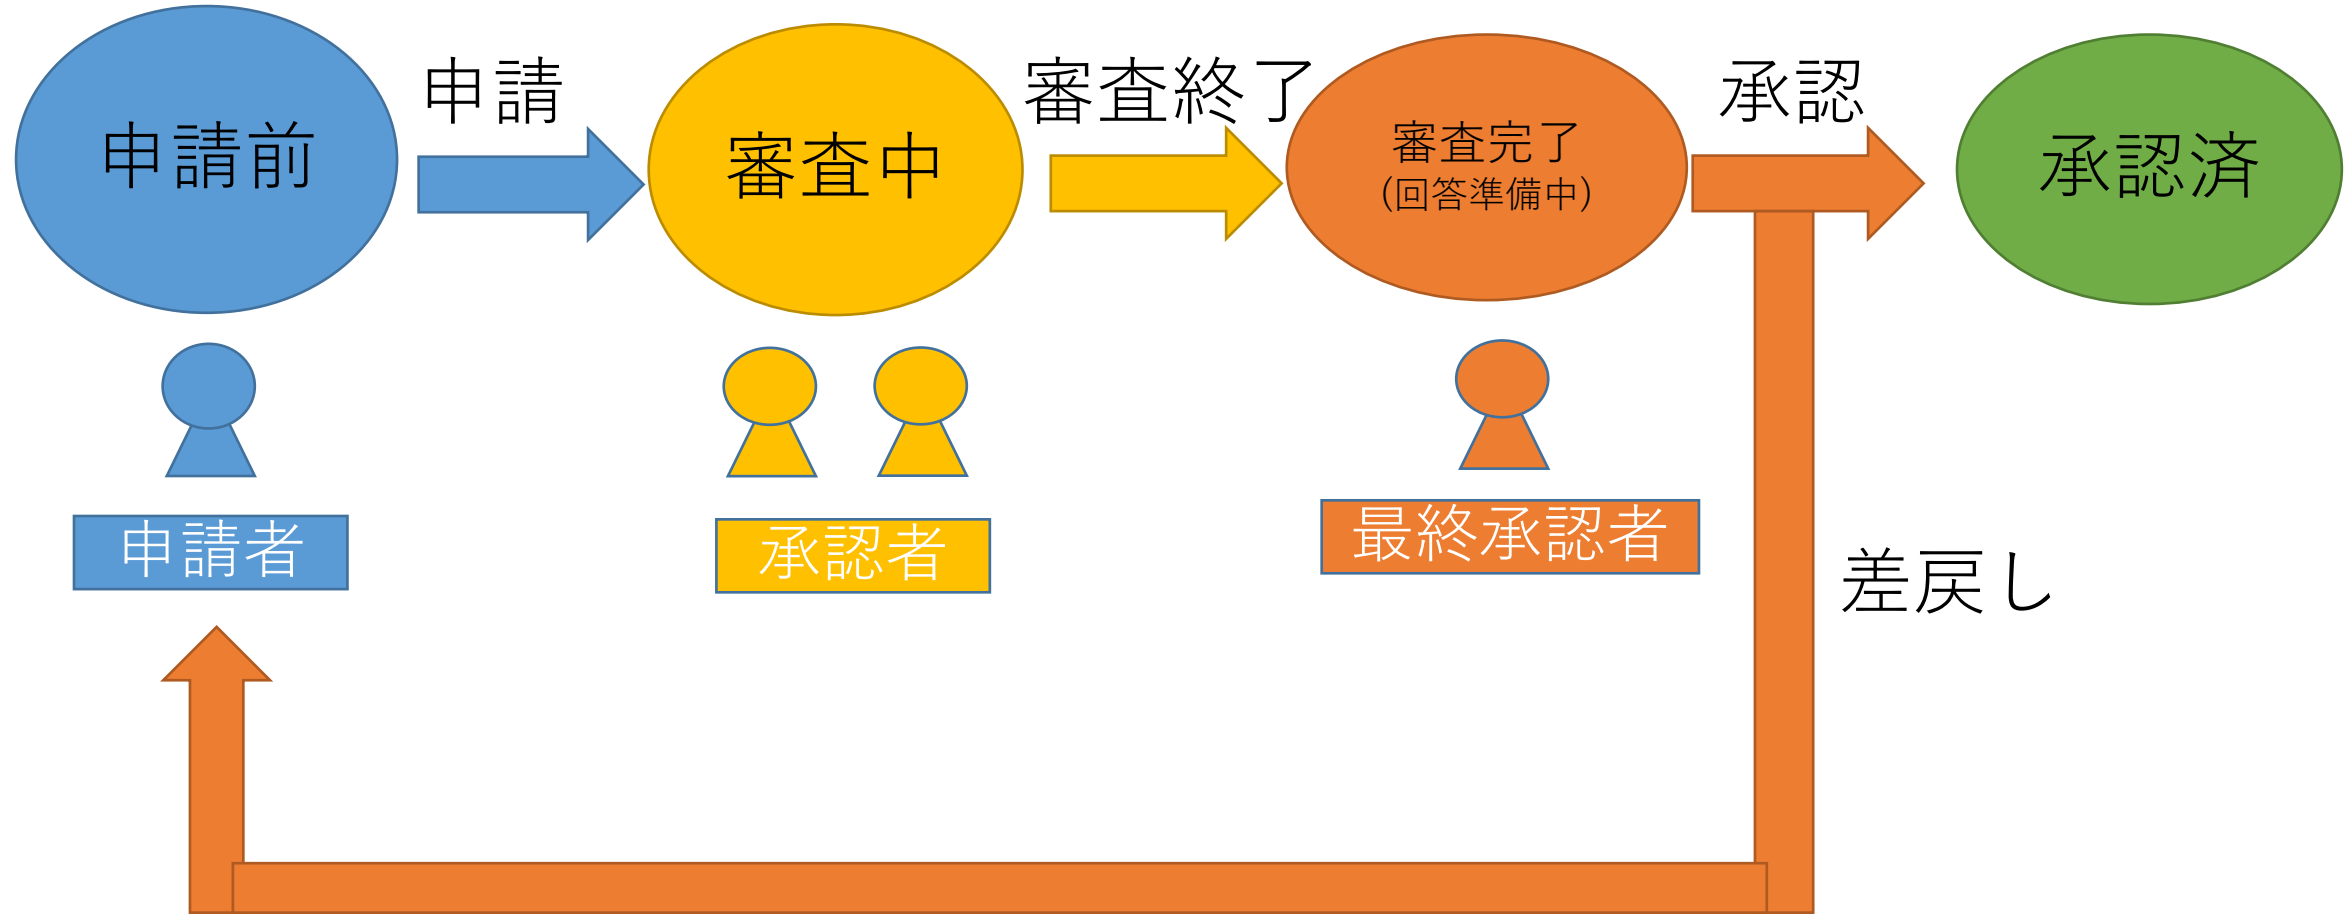 申請前
申請
審査中
審査終了
審査完了
（回答準備中）
承認
承認済
申請者
承認者
最終承認者
差戻し